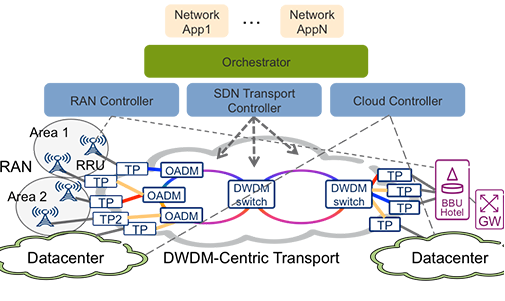 Network
App1
...
Network
AppN
Orchestrator
RAN Controller
SDN Transport
Controller
Cloud Controller
Area 1
RRU
RAN
Area 2
TP
TP
TP
TP2
TP
OADM
OADM
OADM
DWDM
switch
DWDM
switch
TP
TP
TP
TP
BBU
Hotel
GW
Datacenter
DWDM-Centric Transport
Datacenter